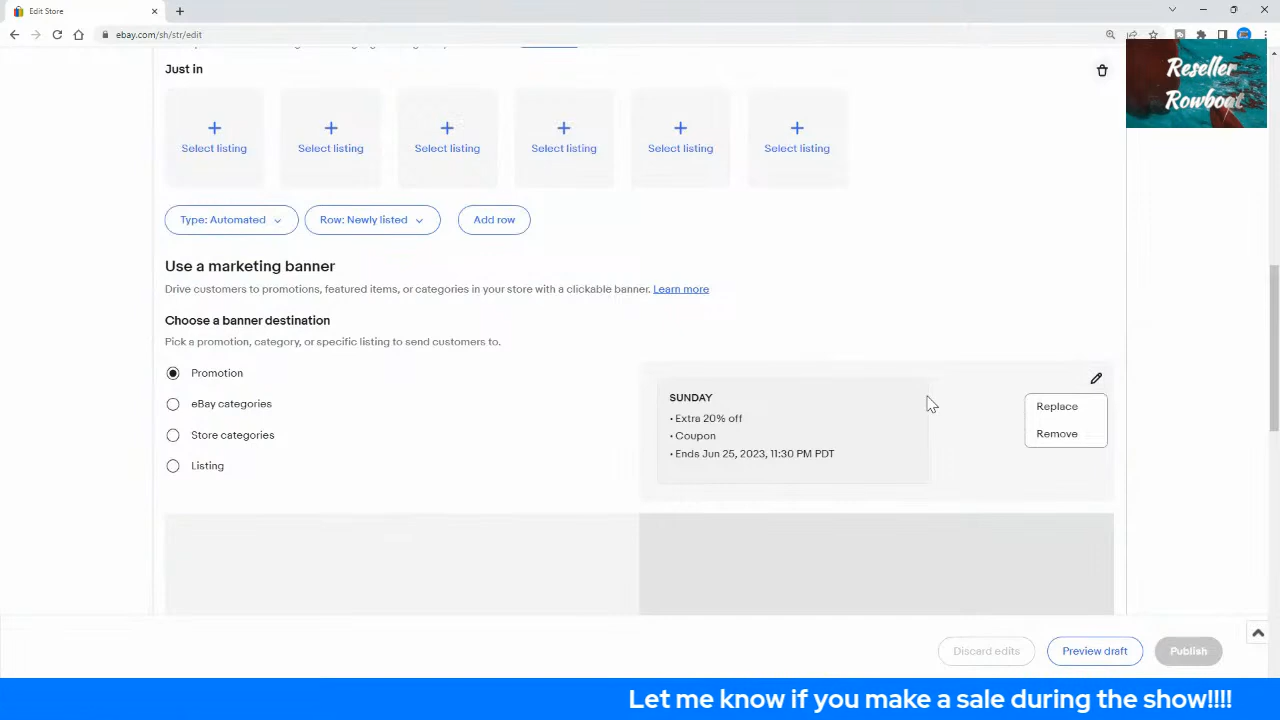 Edit Store
ebay.com/sh/str/edit
Reseller
Rowboat
Just in
Select listing
Select listing
Select listing
Select listing
Select listing
Select listing
Type: Automated
Row: Newly listed
Add row
Use a marketing banner
Drive customers to promotions, featured items, or categories in your store with a clickable banner. Learn more
Choose a banner destination
Pick a promotion, category, or specific listing to send customers to.
Promotion
eBay categories
Store categories
Listing
SUNDAY
• Extra 20% off
• Coupon
• Ends Jun 25, 2023, 11:30 PM PDT
Replace
Remove
Discard edits
Preview draft
Publish
Let me know if you make a sale during the show!!!!